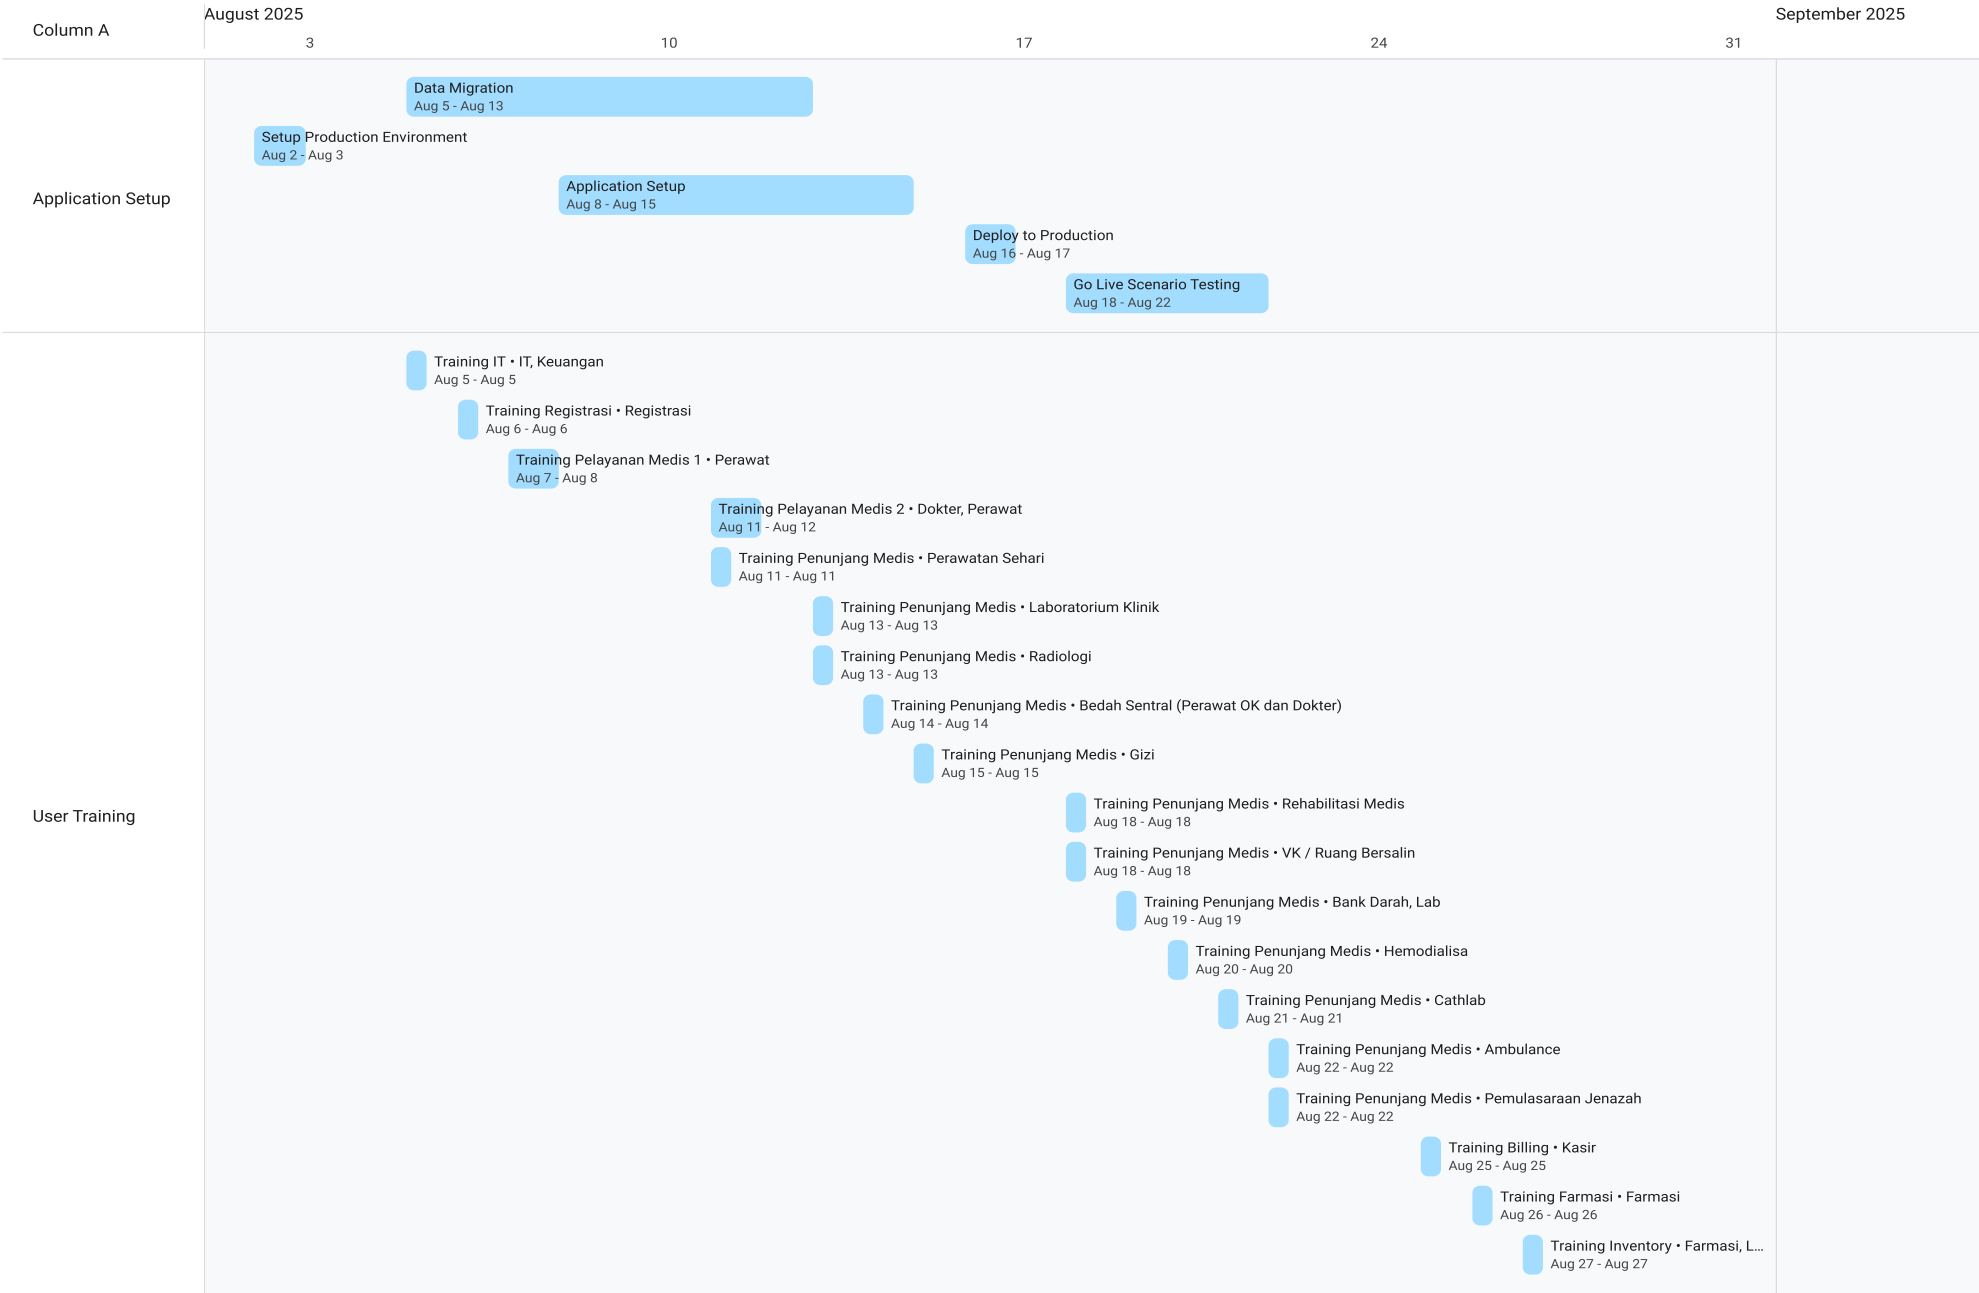 Column A
August 2025
September 2025
3
10
17
24
31
Application Setup
Data Migration
Aug 5 - Aug 13
Setup Production Environment
Aug 2 - Aug 3
Application Setup
Aug 8 - Aug 15
Deploy to Production
Aug 16 - Aug 17
Go Live Scenario Testing
Aug 18 - Aug 22
User Training
Training IT • IT, Keuangan
Aug 5 - Aug 5
Training Registrasi • Registrasi
Aug 6 - Aug 6
Training Pelayanan Medis 1 • Perawat
Aug 7 - Aug 8
Training Pelayanan Medis 2 • Dokter, Perawat
Aug 11 - Aug 12
Training Penunjang Medis • Perawatan Sehari
Aug 11 - Aug 11
Training Penunjang Medis • Laboratorium Klinik
Aug 13 - Aug 13
Training Penunjang Medis • Radiologi
Aug 13 - Aug 13
Training Penunjang Medis • Bedah Sentral (Perawat OK dan Dokter)
Aug 14 - Aug 14
Training Penunjang Medis • Gizi
Aug 15 - Aug 15
Training Penunjang Medis • Rehabilitasi Medis
Aug 18 - Aug 18
Training Penunjang Medis • VK / Ruang Bersalin
Aug 18 - Aug 18
Training Penunjang Medis • Bank Darah, Lab
Aug 19 - Aug 19
Training Penunjang Medis • Hemodialisa
Aug 20 - Aug 20
Training Penunjang Medis • Cathlab
Aug 21 - Aug 21
Training Penunjang Medis • Ambulance
Aug 22 - Aug 22
Training Penunjang Medis • Pemulasaraan Jenazah
Aug 22 - Aug 22
Training Billing • Kasir
Aug 25 - Aug 25
Training Farmasi • Farmasi
Aug 26 - Aug 26
Training Inventory • Farmasi, L...
Aug 27 - Aug 27